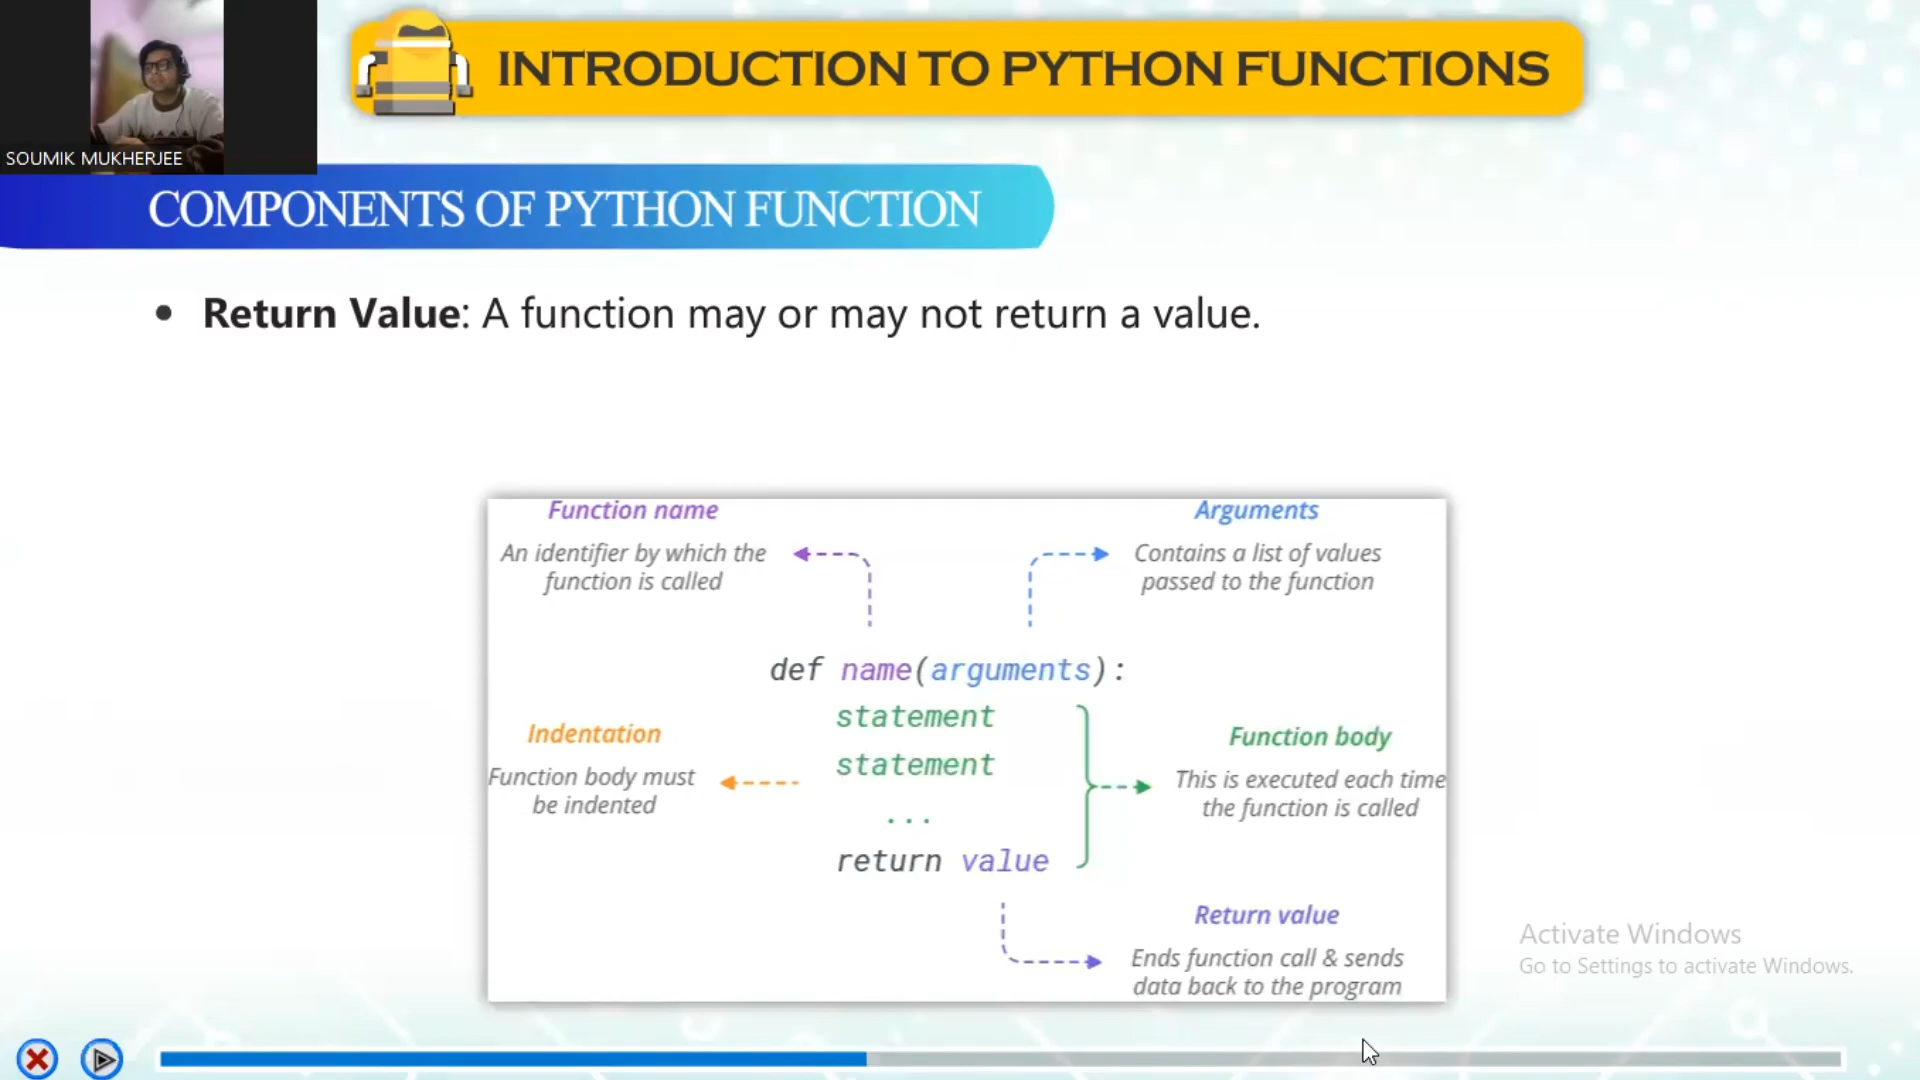 INTRODUCTION TO PYTHON FUNCTIONS
SOUMIK MUKHERJEE
COMPONENTS OF PYTHON FUNCTION
• Return Value: A function may or may not return a value.
Function name
An identifier by which the
function is called
Arguments
Contains a list of values
passed to the function
def name(arguments):
statement
statement
...
return value
Indentation
Function body must
be indented
Function body
This is executed each time
the function is called
Return value
Ends function call & sends
data back to the program
Activate Windows
Go to Settings to activate Windows.